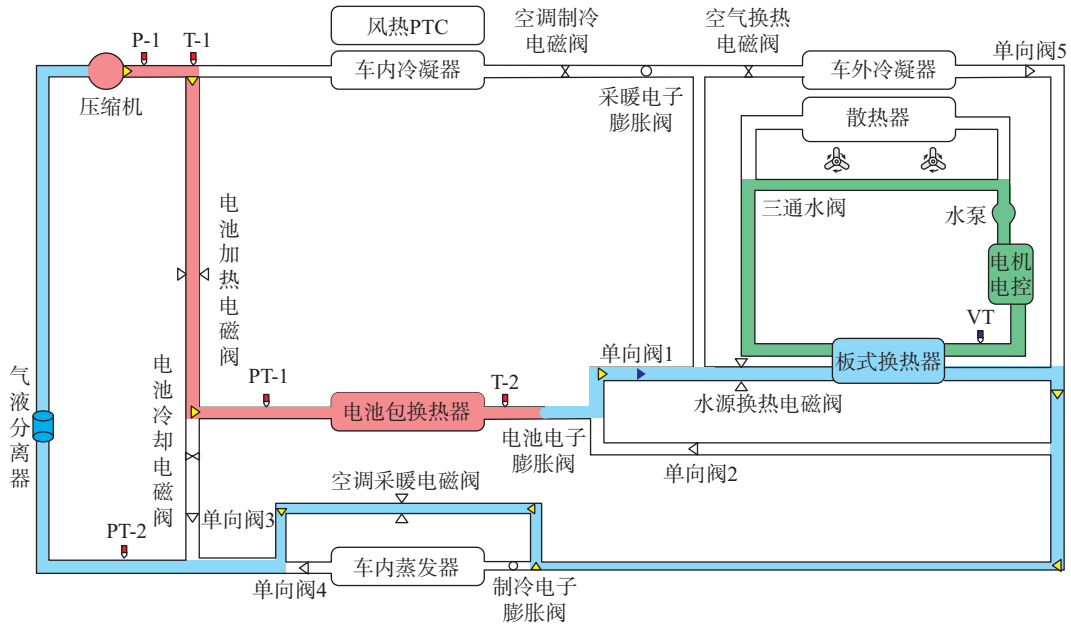 风热PTC
P-1
T-1
空调制冷
电磁阀
空气换热
电磁阀
单向阀5
车内冷凝器
车外冷凝器
压缩机
采暖电子
膨胀阀
散热器
电池加热电磁阀
三通水阀
水泵
电机
电控
VT
单向阀1
板式换热器
气液分离器
电池冷却电磁阀
PT-1
T-2
电池包换热器
水源换热电磁阀
电池电子
膨胀阀
单向阀2
空调采暖电磁阀
单向阀3
PT-2
车内蒸发器
单向阀4
制冷电子
膨胀阀